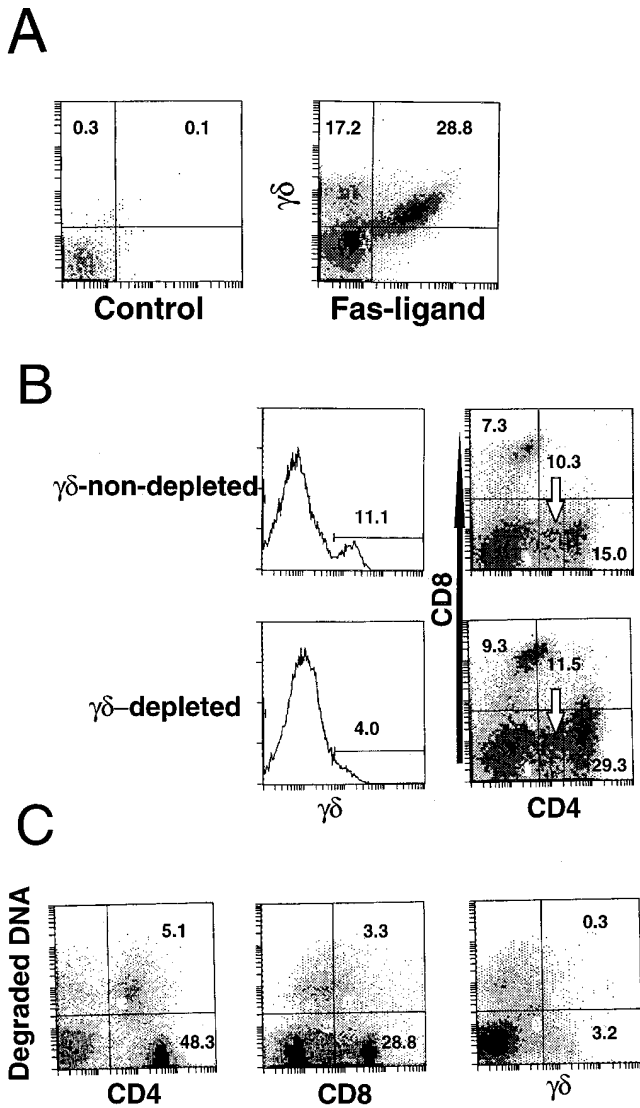 A
0.3
0.1
17.2
28.8
γδ
Control
Fas-ligand
B
γδ-non-depleted
11.1
7.3
10.3
15.0
CD8
γδ–depleted
4.0
9.3
11.5
29.3
γδ
CD4
C
Degraded DNA
5.1
48.3
3.3
28.8
0.3
3.2
CD4
CD8
γδ